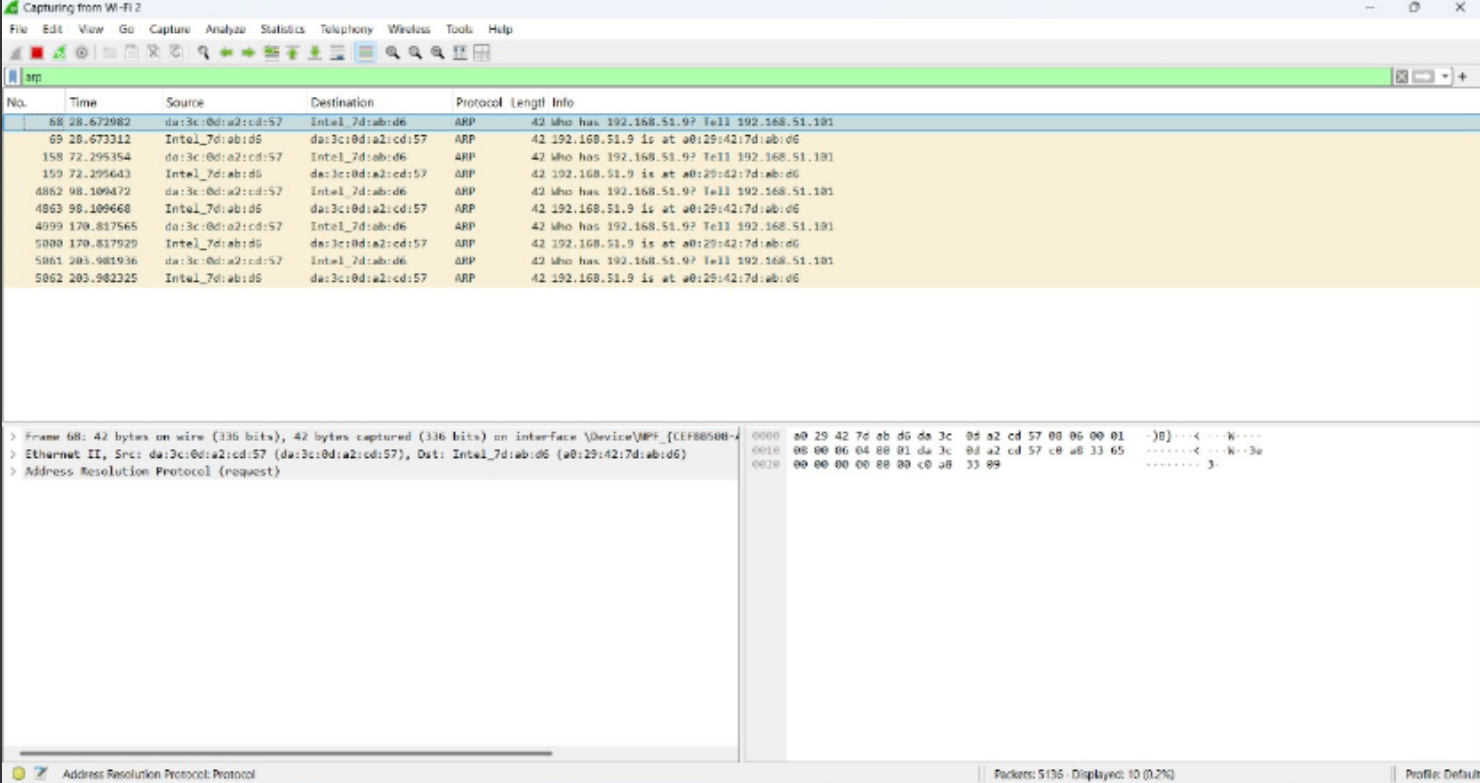 Capturing from Wi-Fi 2
File Edit View Go Capture Analyze Statistics Telephony Wireless Tools Help
arp
No. Time Source Destination Protocol Length Info
68 28.672982 da:3c:0d:a2:cd:57 Intel_7d:ab:d6 ARP 42 Who has 192.168.51.9? Tell 192.168.51.101
69 28.673312 Intel_7d:ab:d6 da:3c:0d:a2:cd:57 ARP 42 192.168.51.9 is at a0:29:42:7d:ab:d6
158 72.295354 da:3c:0d:a2:cd:57 Intel_7d:ab:d6 ARP 42 Who has 192.168.51.9? Tell 192.168.51.101
159 72.295643 Intel_7d:ab:d6 da:3c:0d:a2:cd:57 ARP 42 192.168.51.9 is at a0:29:42:7d:ab:d6
4862 98.109472 da:3c:0d:a2:cd:57 Intel_7d:ab:d6 ARP 42 Who has 192.168.51.9? Tell 192.168.51.101
4863 98.109668 Intel_7d:ab:d6 da:3c:0d:a2:cd:57 ARP 42 192.168.51.9 is at a0:29:42:7d:ab:d6
4999 170.817565 da:3c:0d:a2:cd:57 Intel_7d:ab:d6 ARP 42 Who has 192.168.51.9? Tell 192.168.51.101
5000 170.817929 Intel_7d:ab:d6 da:3c:0d:a2:cd:57 ARP 42 192.168.51.9 is at a0:29:42:7d:ab:d6
5061 203.981936 da:3c:0d:a2:cd:57 Intel_7d:ab:d6 ARP 42 Who has 192.168.51.9? Tell 192.168.51.101
5062 203.982325 Intel_7d:ab:d6 da:3c:0d:a2:cd:57 ARP 42 192.168.51.9 is at a0:29:42:7d:ab:d6
Frame 68: 42 bytes on wire (336 bits), 42 bytes captured (336 bits) on interface \Device\NPF_{CEFB8508-
Ethernet II, Src: da:3c:0d:a2:cd:57 (da:3c:0d:a2:cd:57), Dst: Intel_7d:ab:d6 (a0:29:42:7d:ab:d6)
Address Resolution Protocol (request)
0000 a0 29 42 7d ab d6 da 3c 0d a2 cd 57 08 06 00 01 ·)B}···< ···W····
0010 08 00 06 04 00 01 da 3c 0d a2 cd 57 c0 a8 33 65 ·······< ···W··3e
0020 00 00 00 00 00 00 c0 a8 33 09 ········ 3·
Address Resolution Protocol: Protocol
Packets: 5136 · Displayed: 10 (0.2%)
Profile: Default